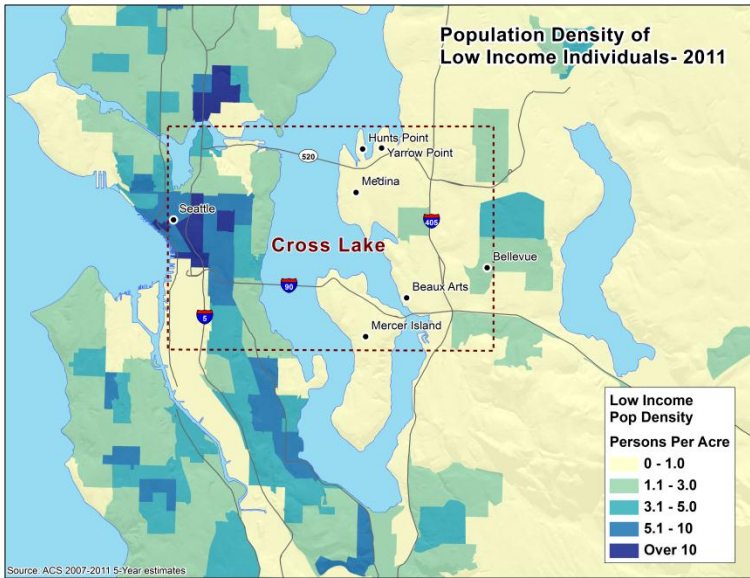 Population Density of
Low Income Individuals- 2011
Hunts Point
Yarrow Point
520
Medina
Seattle
405
Cross Lake
Bellevue
90
Beaux Arts
5
Mercer Island
Low Income
Pop Density
Persons Per Acre
0 - 1.0
1.1 - 3.0
3.1 - 5.0
5.1 - 10
Over 10
Source: ACS 2007-2011 5-Year estimates